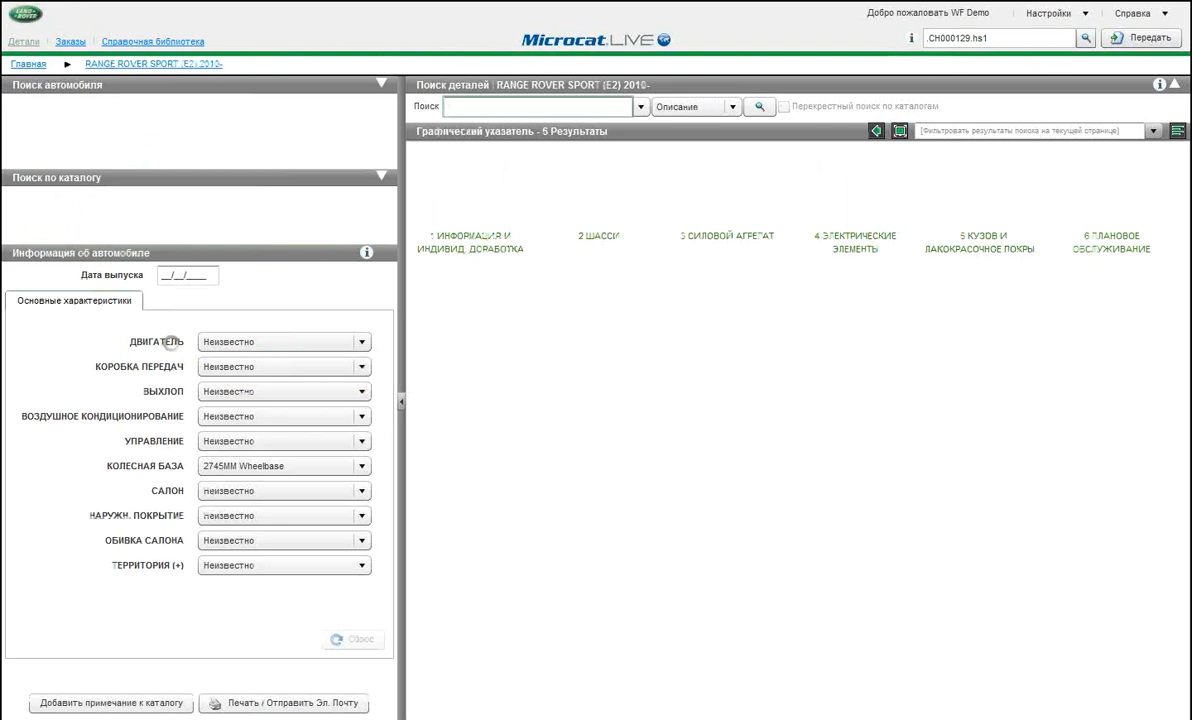 LAND ROVER
Добро пожаловать WF Demo
Настройки
Справка
Детали
Заказы
Справочная библиотека
Microcat.LIVE
i
.CH000129.hs1
Передать
Главная
RANGE ROVER SPORT (E2) 2010-
Поиск автомобиля
Поиск деталей | RANGE ROVER SPORT (E2) 2010-
Поиск
Описание
Перекрестный поиск по каталогам
Графический указатель - 6 Результаты
[Фильтровать результаты поиска на текущей странице]
Поиск по каталогу
1 ИНФОРМАЦИЯ И
ИНДИВИД. ДОРАБОТКА
2 ШАССИ
3 СИЛОВОЙ АГРЕГАТ
4 ЭЛЕКТРИЧЕСКИЕ
ЭЛЕМЕНТЫ
5 КУЗОВ И
ЛАКОКРАСОЧНОЕ ПОКРЫ
6 ПЛАНОВОЕ
ОБСЛУЖИВАНИЕ
Информация об автомобиле
Дата выпуска __/__/____
Основные характеристики
ДВИГАТЕЛЬ Неизвестно
КОРОБКА ПЕРЕДАЧ Неизвестно
ВЫХЛОП Неизвестно
ВОЗДУШНОЕ КОНДИЦИОНИРОВАНИЕ Неизвестно
УПРАВЛЕНИЕ Неизвестно
КОЛЕСНАЯ БАЗА 2745MM Wheelbase
САЛОН Неизвестно
НАРУЖН. ПОКРЫТИЕ Неизвестно
ОБИВКА САЛОНА Неизвестно
ТЕРРИТОРИЯ (+) Неизвестно
Сброс
Добавить примечание к каталогу
Печать / Отправить Эл. Почту